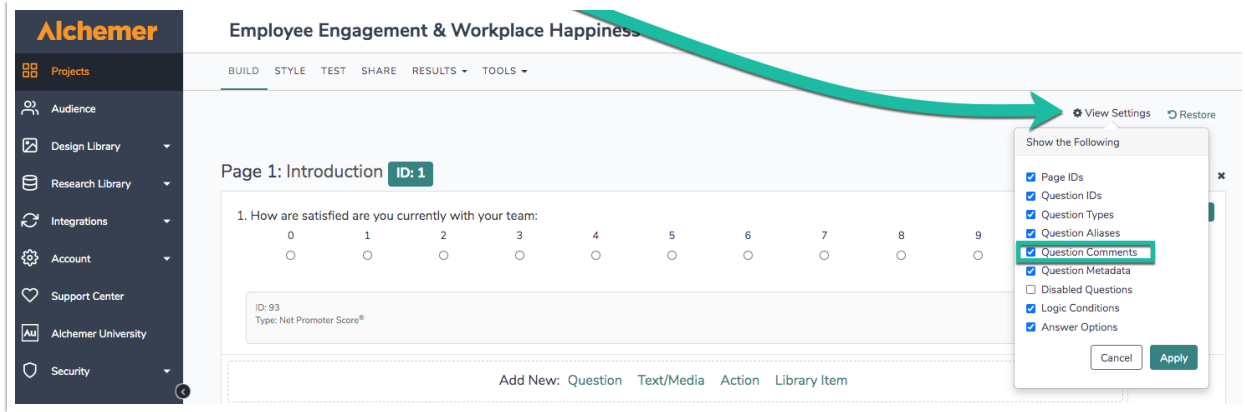 Alchemer
Employee Engagement & Workplace Happiness
Projects
BUILD STYLE TEST SHARE RESULTS TOOLS
Audience
View Settings Restore
Design Library
Show the Following
Research Library
Page 1: Introduction ID: 1
Page IDs
Question IDs
Question Types
Question Aliases
Question Comments
Question Metadata
Disabled Questions
Logic Conditions
Answer Options
Cancel Apply
1. How are satisfied are you currently with your team:
0 1 2 3 4 5 6 7 8 9
Integrations
Account
Support Center
ID: 93
Type: Net Promoter Score®
Au Alchemer University
Security
Add New: Question Text/Media Action Library Item